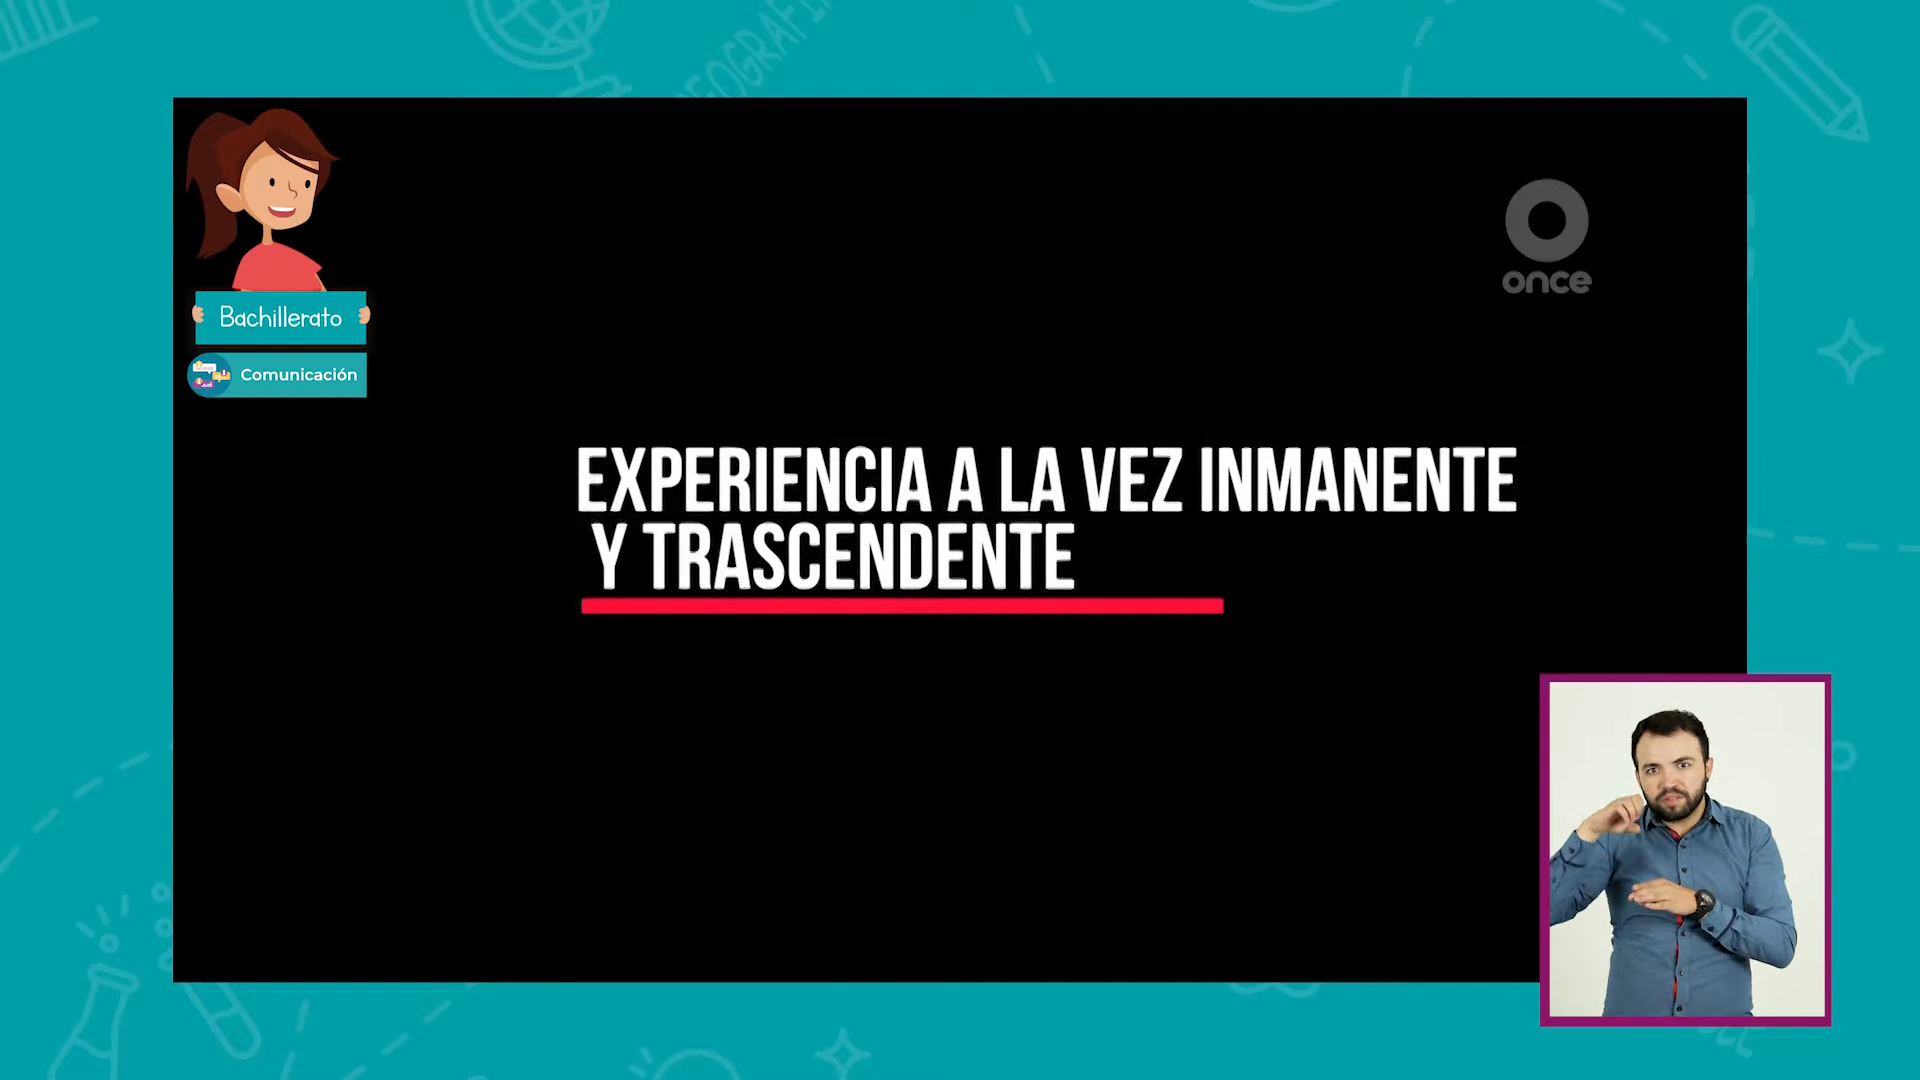 once
Bachillerato
Comunicación
EXPERIENCIA A LA VEZ INMANENTE
Y TRASCENDENTE